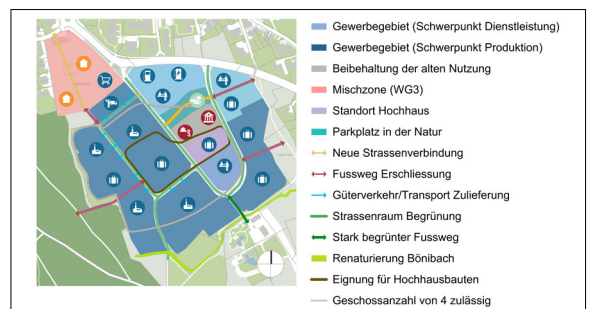 Gewerbegebiet (Schwerpunkt Dienstleistung)
Gewerbegebiet (Schwerpunkt Produktion)
Beibehaltung der alten Nutzung
Mischzone (WG3)
Standort Hochhaus
Parkplatz in der Natur
Neue Strassenverbindung
Fussweg Erschliessung
Güterverkehr/Transport Zulieferung
Strassenraum Begrünung
Stark begrünter Fussweg
Renaturierung Bönibach
Eignung für Hochhausbauten
Geschossanzahl von 4 zulässig